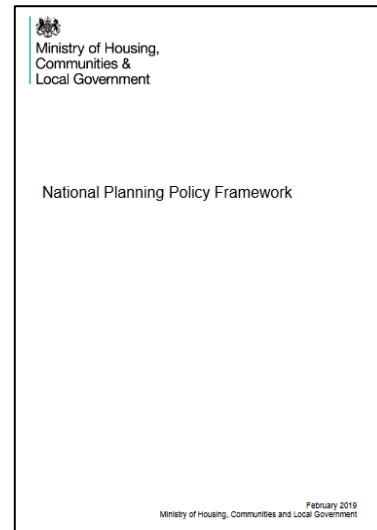 Ministry of Housing,
Communities &
Local Government
National Planning Policy Framework
February 2019
Ministry of Housing, Communities and Local Government